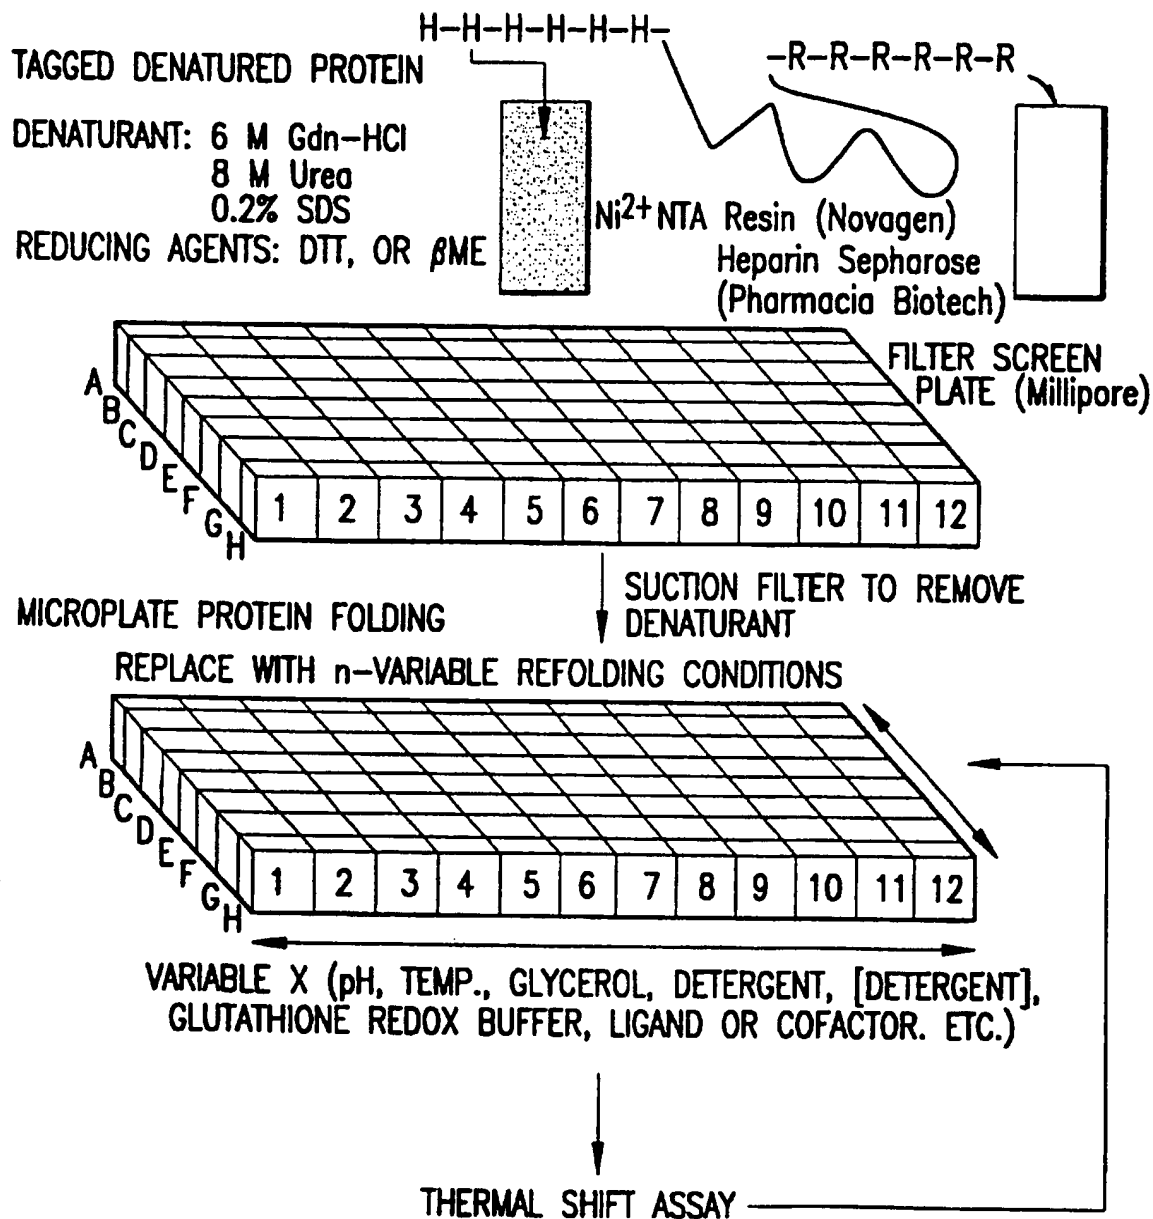 H-H-H-H-H-H-
-R-R-R-R-R-R
TAGGED DENATURED PROTEIN
DENATURANT: 6 M Gdn-HCl
8 M Urea
0.2% SDS
REDUCING AGENTS: DTT, OR βME
Ni2+ NTA Resin (Novagen)
Heparin Sepharose
(Pharmacia Biotech)
FILTER SCREEN
PLATE (Millipore)
A
B
C
D
E
F
G
H
1 2 3 4 5 6 7 8 9 10 11 12
SUCTION FILTER TO REMOVE
DENATURANT
MICROPLATE PROTEIN FOLDING
REPLACE WITH n-VARIABLE REFOLDING CONDITIONS
A
B
C
D
E
F
G
H
1 2 3 4 5 6 7 8 9 10 11 12
VARIABLE X (pH, TEMP., GLYCEROL, DETERGENT, [DETERGENT],
GLUTATHIONE REDOX BUFFER, LIGAND OR COFACTOR. ETC.)
THERMAL SHIFT ASSAY